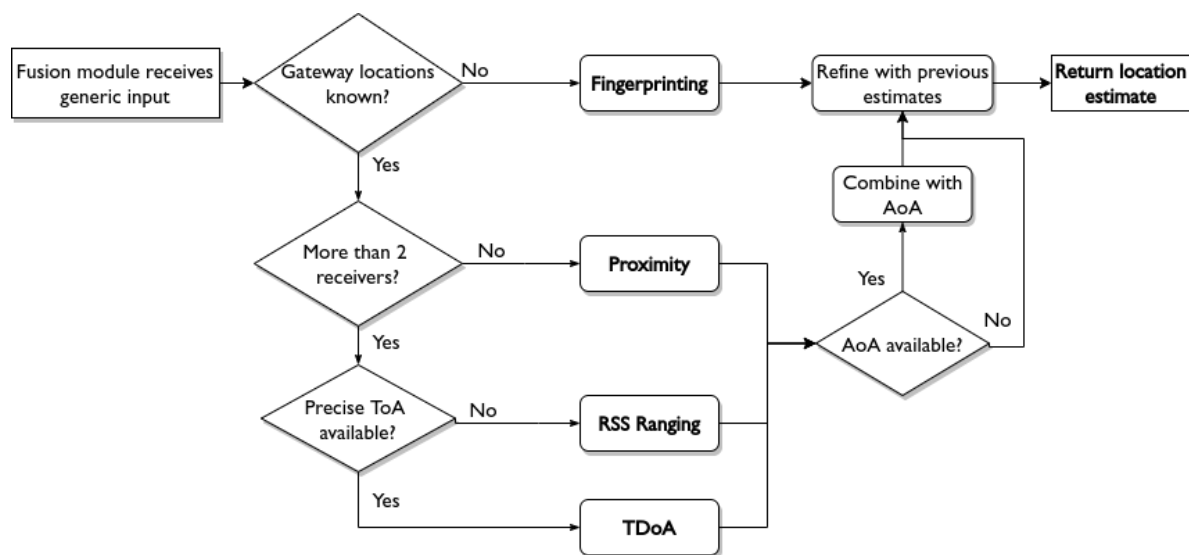 Fusion module receives
generic input
Gateway locations
known?
No
Fingerprinting
Refine with previous
estimates
Return location
estimate
Yes
Combine with
AoA
More than 2
receivers?
No
Proximity
Yes
AoA available?
No
Yes
Precise ToA
available?
No
RSS Ranging
Yes
TDoA